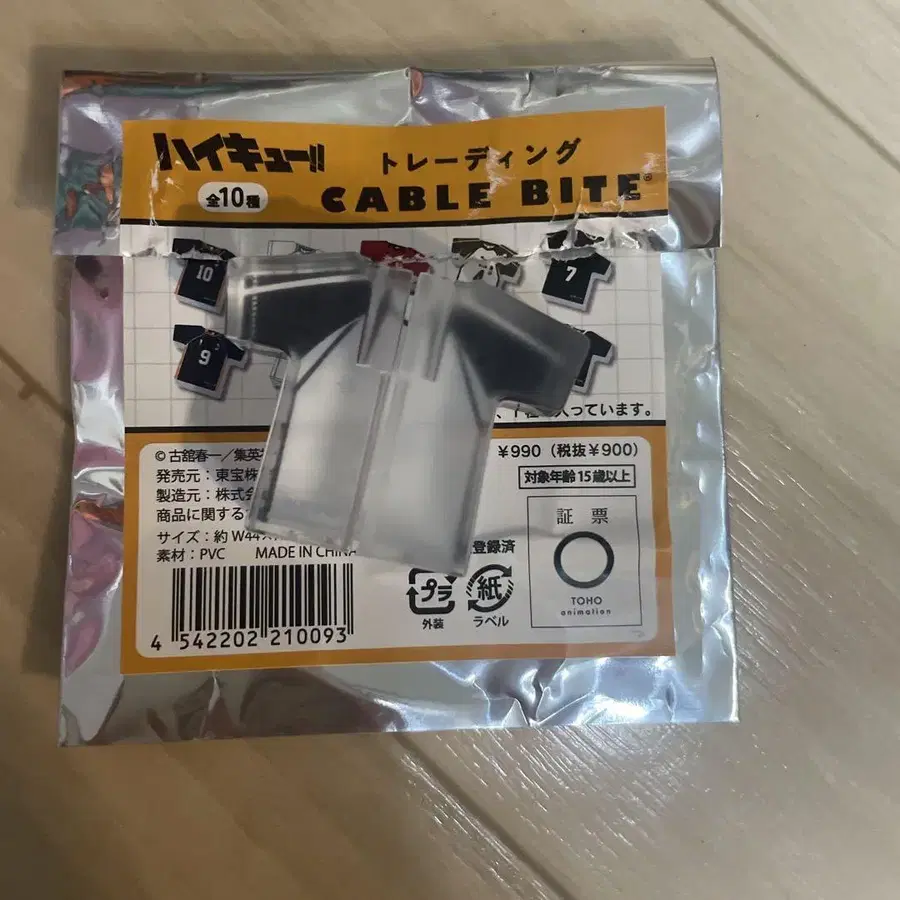 ハイキュー!!
トレーディング
全10種
CABLE BITE®
10
7
9
入っています。
© 古舘春一／集英
¥990（税抜¥900）
発売元：東宝株
対象年齢15歳以上
製造元：株式会
商品に関する
サイズ：約 W44×
素材：PVC MADE IN CHINA
登録済
証票
TOHO
animation
プラ
外装
紙
ラベル
4 542202 210093